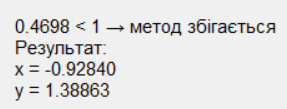 0.4698 < 1 → метод збігається
Результат:
x = -0.92840
y = 1.38863